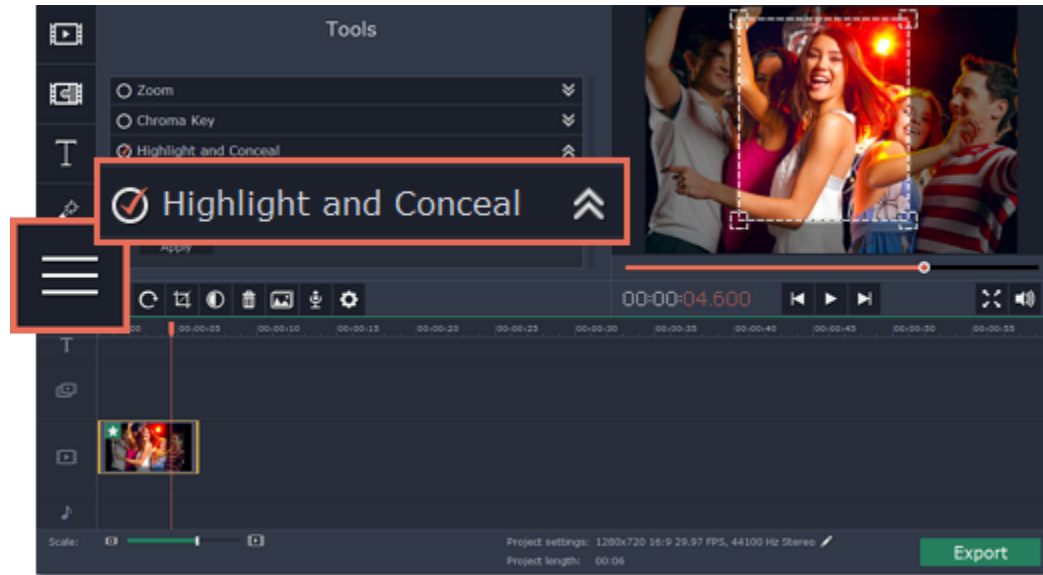 Tools
Zoom
Chroma Key
Highlight and Conceal
Highlight and Conceal
Apply
00:00:04.600
00:00:05 00:00:10 00:00:15 00:00:20 00:00:25 00:00:30 00:00:35 00:00:40 00:00:45 00:00:50 00:00:55
T
Scale:
Project settings: 1280x720 16:9 29.97 FPS, 44100 Hz Stereo
Project length: 00:06
Export